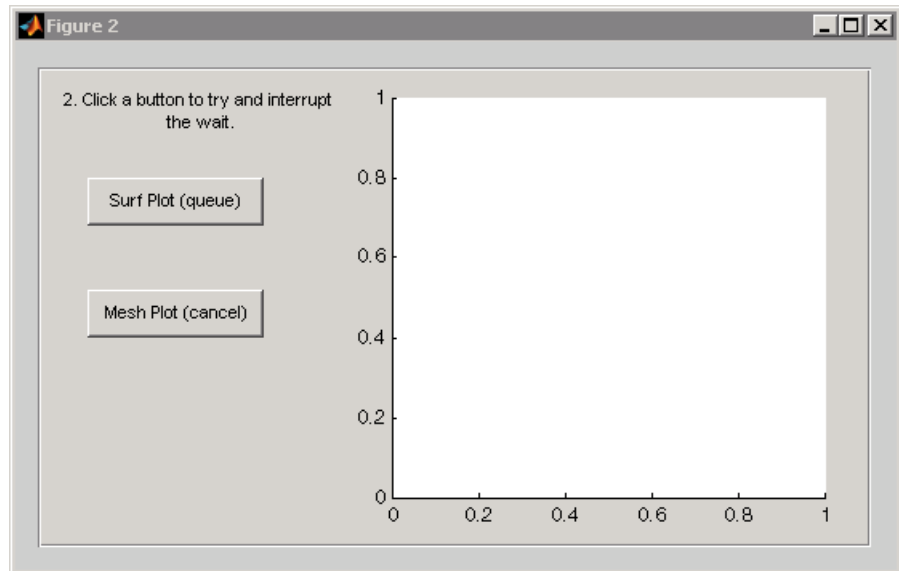 Figure 2
2. Click a button to try and interrupt
the wait.
Surf Plot (queue)
Mesh Plot (cancel)
1
0.8
0.6
0.4
0.2
0
0 0.2 0.4 0.6 0.8 1